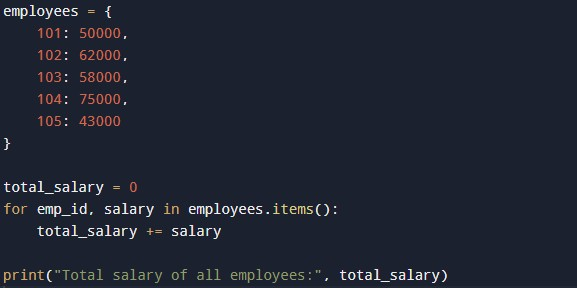 employees = {
    101: 50000,
    102: 62000,
    103: 58000,
    104: 75000,
    105: 43000
}
total_salary = 0
for emp_id, salary in employees.items():
    total_salary += salary
print("Total salary of all employees:", total_salary)